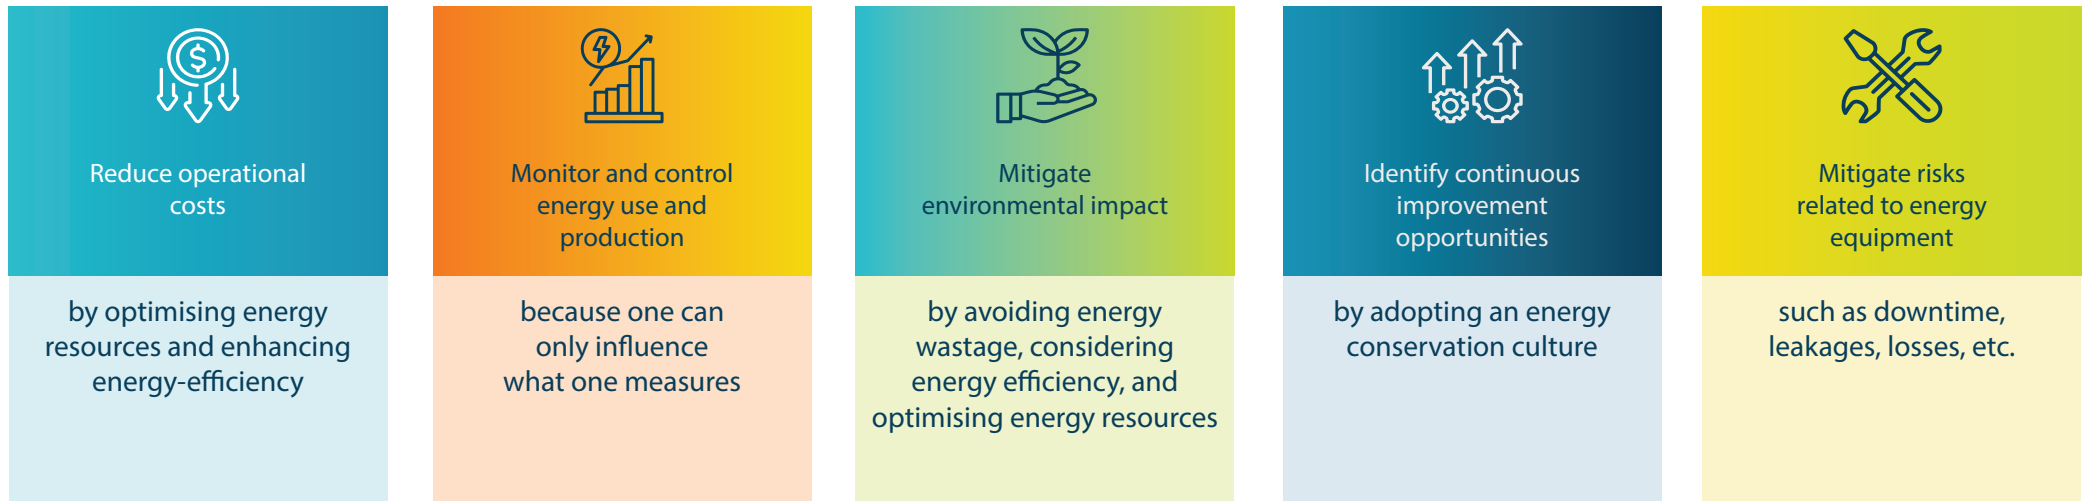 Reduce operational
costs
by optimising energy
resources and enhancing
energy-efficiency
Monitor and control
energy use and
production
because one can
only influence
what one measures
Mitigate
environmental impact
by avoiding energy
wastage, considering
energy efficiency, and
optimising energy resources
Identify continuous
improvement
opportunities
by adopting an energy
conservation culture
Mitigate risks
related to energy
equipment
such as downtime,
leakages, losses, etc.